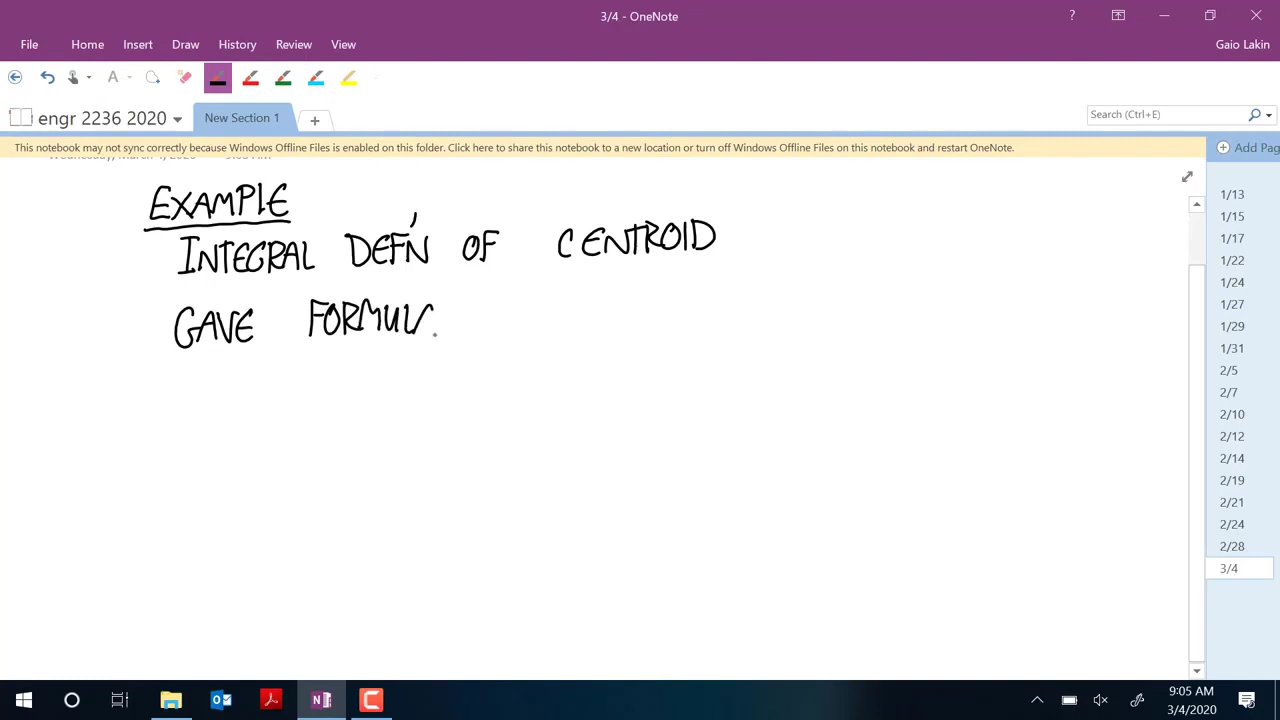 3/4 - OneNote
?
File Home Insert Draw History Review View
Gaio Lakin
engr 2236 2020
New Section 1
Search (Ctrl+E)
This notebook may not sync correctly because Windows Offline Files is enabled on this folder. Click here to share this notebook to a new location or turn off Windows Offline Files on this notebook and restart OneNote.
Add Pag
EXAMPLE
INTEGRAL DEF'N OF CENTROID
GAVE FORMUL
1/13
1/15
1/17
1/22
1/24
1/27
1/29
1/31
2/5
2/7
2/10
2/12
2/14
2/19
2/21
2/24
2/28
3/4
9:05 AM
3/4/2020